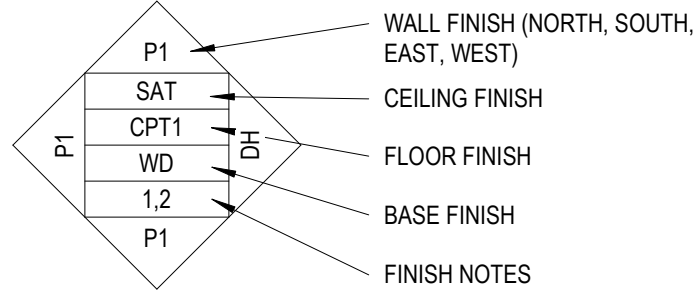 P1
SAT
CPT1
WD
1,2
P1
P1
DH
WALL FINISH (NORTH, SOUTH,
EAST, WEST)
CEILING FINISH
FLOOR FINISH
BASE FINISH
FINISH NOTES